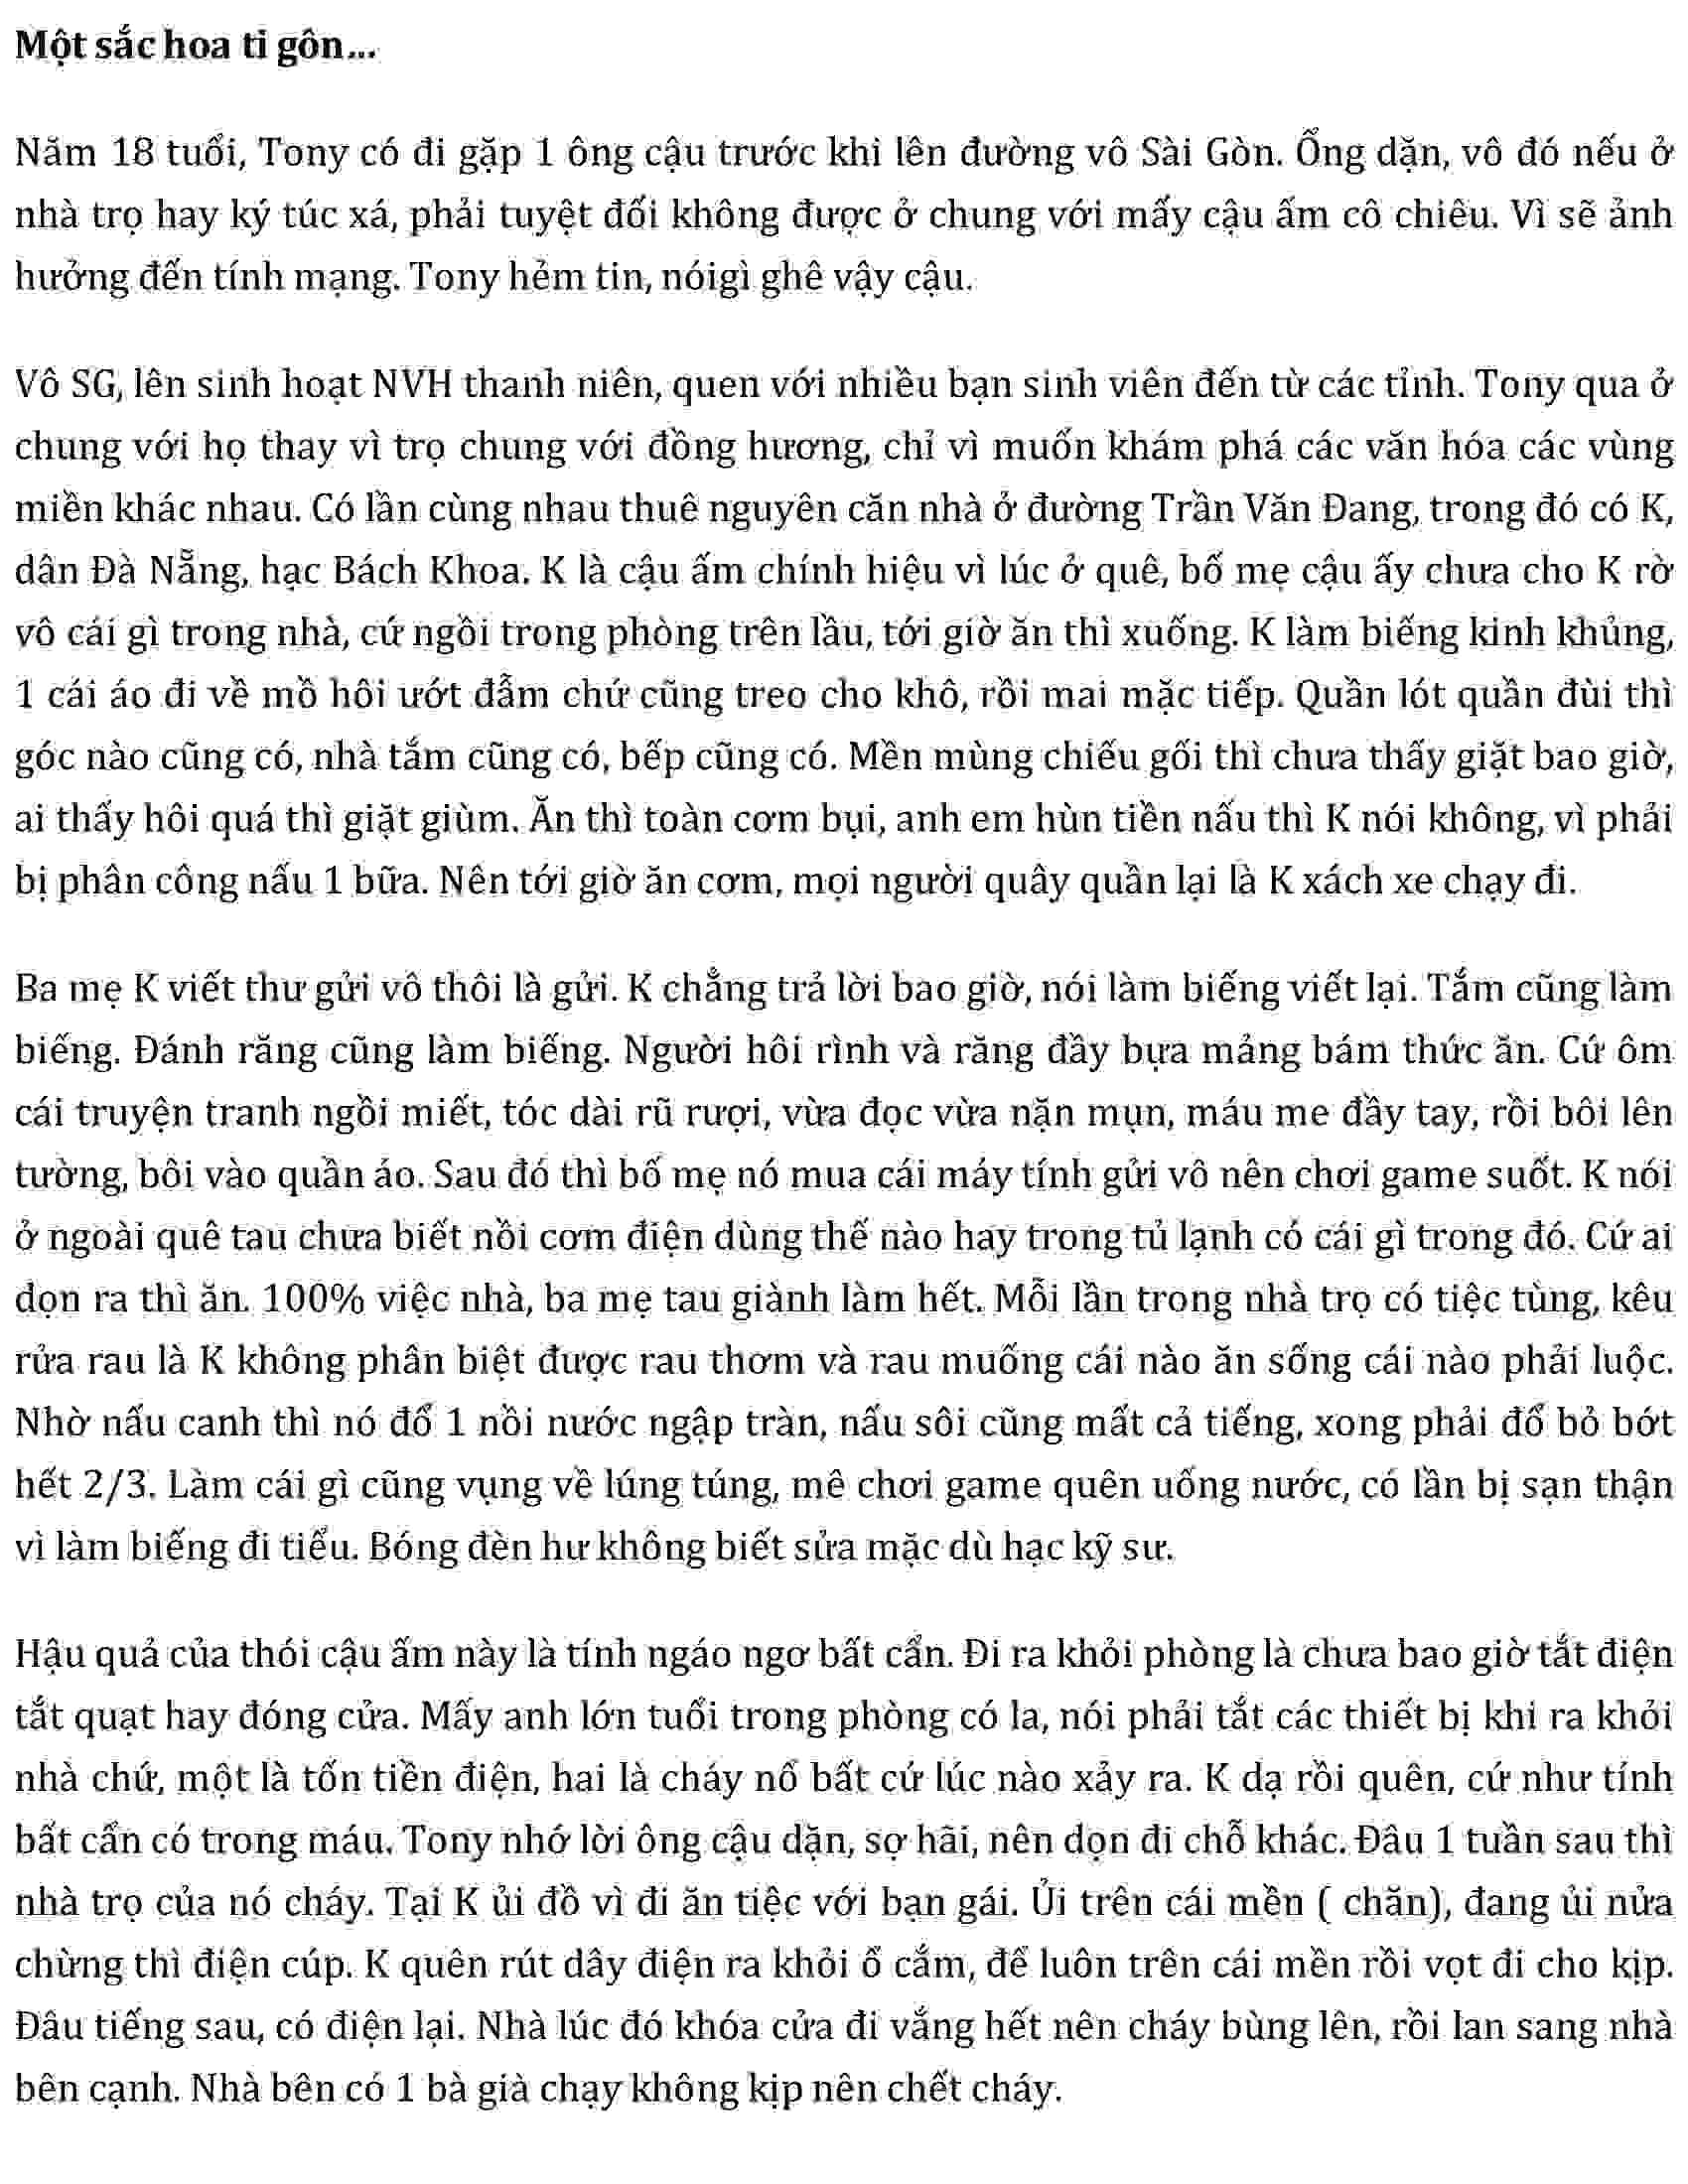 Một sắc hoa ti gôn...
Năm 18 tuổi, Tony có đi gặp 1 ông cậu trước khi lên đường vô Sài Gòn. Ổng dặn, vô đó nếu ở
nhà trọ hay ký túc xá, phải tuyệt đối không được ở chung với mấy cậu ấm cô chiêu. Vì sẽ ảnh
hưởng đến tính mạng. Tony hẻm tin, nóigì ghê vậy cậu.
Vô SG, lên sinh hoạt NVH thanh niên, quen với nhiều bạn sinh viên đến từ các tỉnh. Tony qua ở
chung với họ thay vì trọ chung với đồng hương, chỉ vì muốn khám phá các văn hóa các vùng
miền khác nhau. Có lần cùng nhau thuê nguyên căn nhà ở đường Trần Văn Đang, trong đó có K,
dân Đà Nẵng, hạc Bách Khoa. K là cậu ấm chính hiệu vì lúc ở quê, bố mẹ cậu ấy chưa cho K rờ
vô cái gì trong nhà, cứ ngồi trong phòng trên lầu, tới giờ ăn thì xuống. K làm biếng kinh khủng,
1 cái áo đi về mồ hôi ướt đẫm chứ cũng treo cho khô, rồi mai mặc tiếp. Quần lót quần đùi thì
góc nào cũng có, nhà tắm cũng có, bếp cũng có. Mền mùng chiếu gối thì chưa thấy giặt bao giờ,
ai thấy hôi quá thì giặt giùm. Ăn thì toàn cơm bụi, anh em hùn tiền nấu thì K nói không, vì phải
bị phân công nấu 1 bữa. Nên tới giờ ăn cơm, mọi người quây quần lại là K xách xe chạy đi.
Ba mẹ K viết thư gửi vô thôi là gửi. K chẳng trả lời bao giờ, nói làm biếng viết lại. Tắm cũng làm
biếng. Đánh răng cũng làm biếng. Người hôi rình và răng đầy bựa mảng bám thức ăn. Cứ ôm
cái truyện tranh ngồi miết, tóc dài rũ rượi, vừa đọc vừa nặn mụn, máu me đầy tay, rồi bôi lên
tường, bôi vào quần áo. Sau đó thì bố mẹ nó mua cái máy tính gửi vô nên chơi game suốt. K nói
ở ngoài quê tau chưa biết nồi cơm điện dùng thế nào hay trong tủ lạnh có cái gì trong đó. Cứ ai
dọn ra thì ăn. 100% việc nhà, ba mẹ tau giành làm hết. Mỗi lần trong nhà trọ có tiệc tùng, kêu
rửa rau là K không phân biệt được rau thơm và rau muống cái nào ăn sống cái nào phải luộc.
Nhờ nấu canh thì nó đổ 1 nồi nước ngập tràn, nấu sôi cũng mất cả tiếng, xong phải đổ bỏ bớt
hết 2/3. Làm cái gì cũng vụng về lúng túng, mê chơi game quên uống nước, có lần bị sạn thận
vì làm biếng đi tiểu. Bóng đèn hư không biết sửa mặc dù hạc kỹ sư.
Hậu quả của thói cậu ấm này là tính ngáo ngơ bất cẩn. Đi ra khỏi phòng là chưa bao giờ tắt điện
tắt quạt hay đóng cửa. Mấy anh lớn tuổi trong phòng có la, nói phải tắt các thiết bị khi ra khỏi
nhà chứ, một là tốn tiền điện, hai là cháy nổ bất cứ lúc nào xảy ra. K dạ rồi quên, cứ như tính
bất cẩn có trong máu. Tony nhớ lời ông cậu dặn, sợ hãi, nên dọn đi chỗ khác. Đâu 1 tuần sau thì
nhà trọ của nó cháy. Tại K ủi đồ vì đi ăn tiệc với bạn gái. Ủi trên cái mền ( chăn), đang ủi nửa
chừng thì điện cúp. K quên rút dây điện ra khỏi ổ cắm, để luôn trên cái mền rồi vọt đi cho kịp.
Đâu tiếng sau, có điện lại. Nhà lúc đó khóa cửa đi vắng hết nên cháy bùng lên, rồi lan sang nhà
bên cạnh. Nhà bên có 1 bà già chạy không kịp nên chết cháy.